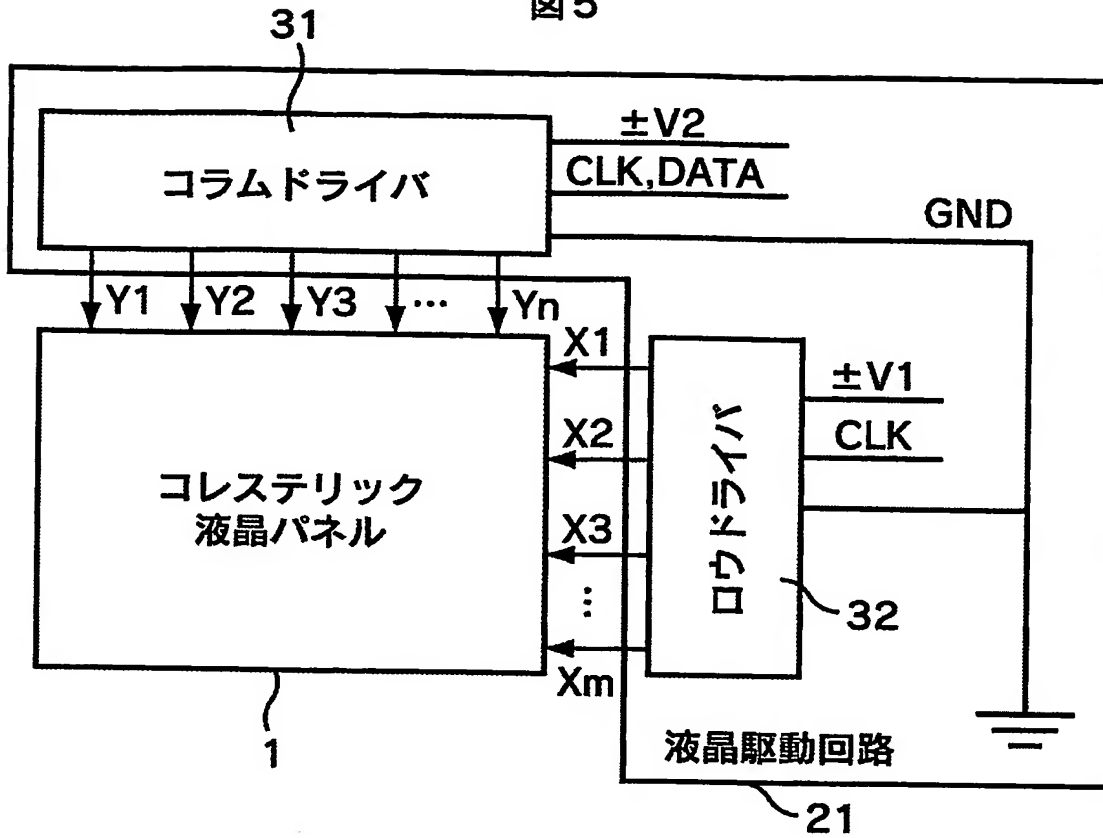 図5
31
±V2
コラムドライバ
CLK,DATA
GND
Y1 Y2 Y3 … Yn
X1
±V1
X2
CLK
コレステリック
液晶パネル
X3
ロウドライバ
…
32
Xm
1
液晶駆動回路
21